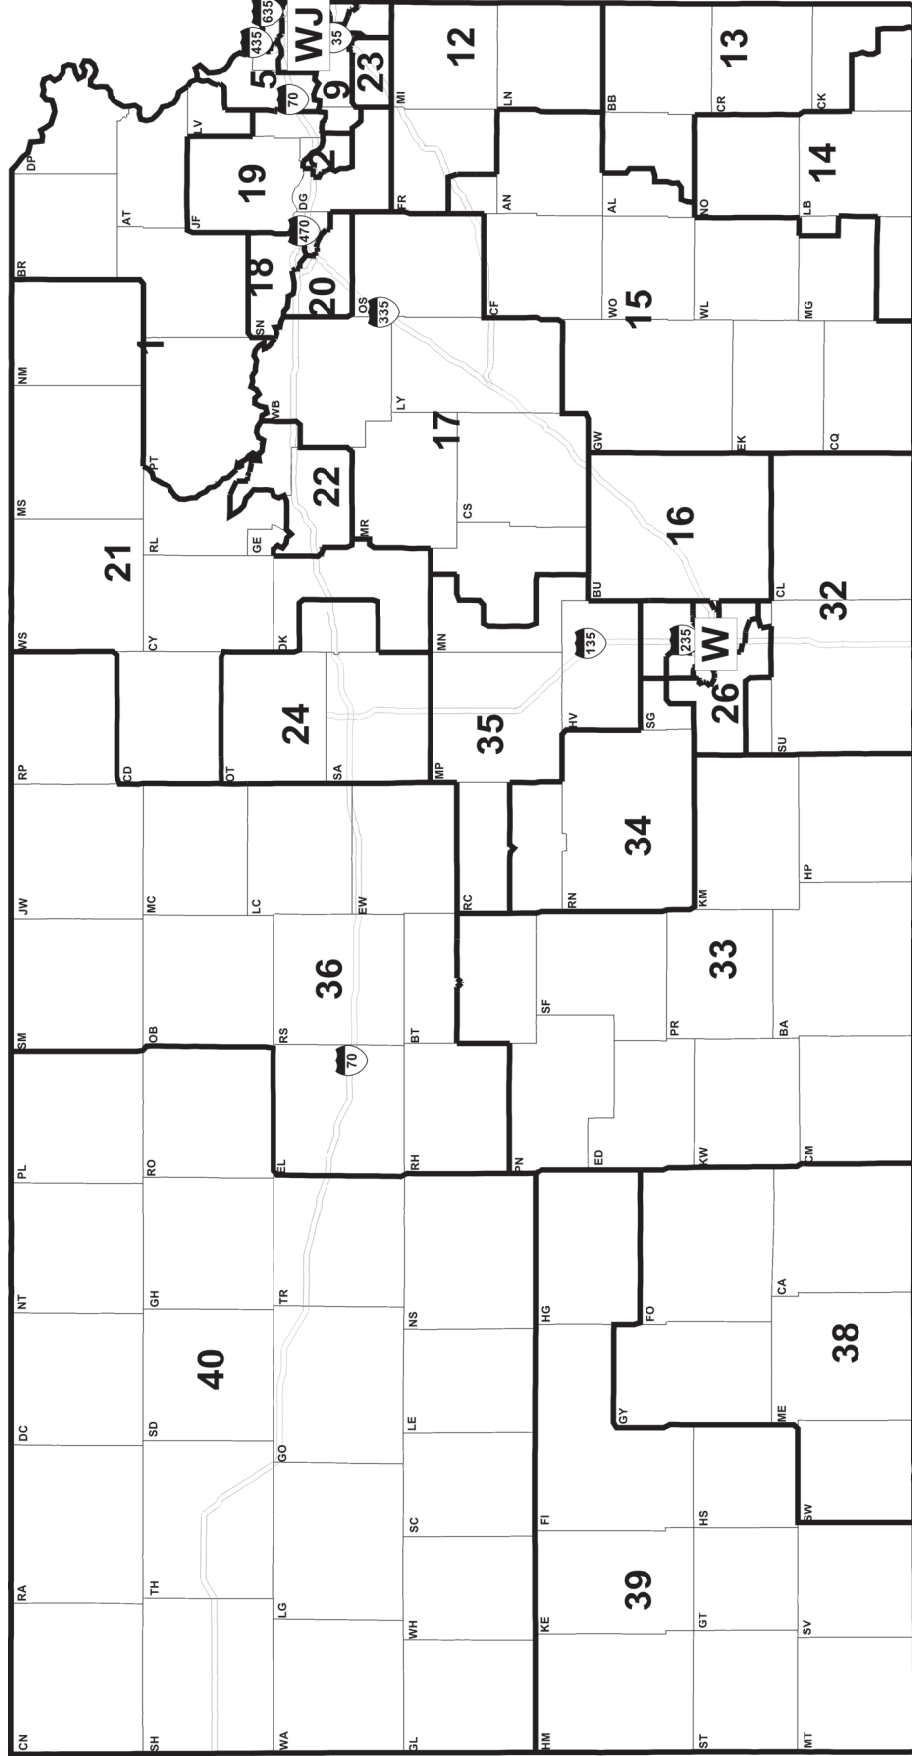 CN
RA
DC
NT
PL
SM
JW
RP
WS
MS
NM
BR
DP
SH
TH
SD
GH
RO
OB
MC
CD
CY
RL
PT
AT
LV
JF
40
36
21
1
19
WA
LG
GO
TR
EL
RS
LC
OT
DK
GE
WB
SN
DG
24
18
2
5
9
WJ
70
70
435
635
35
470
GL
WH
SC
LE
NS
RH
BT
EW
SA
22
MR
20
OS
335
FR
MI
23
12
HM
KE
FI
HG
PN
SF
RC
MP
MN
CS
LY
17
CF
AN
LN
35
135
HV
39
GY
ED
RN
34
BU
GW
WO
AL
BB
15
ST
GT
HS
FO
KW
PR
KM
SG
235
W
26
16
EK
WL
NO
CR
13
33
MT
SV
SW
ME
CA
38
CM
BA
HP
SU
CL
32
CQ
MG
LB
14
CK